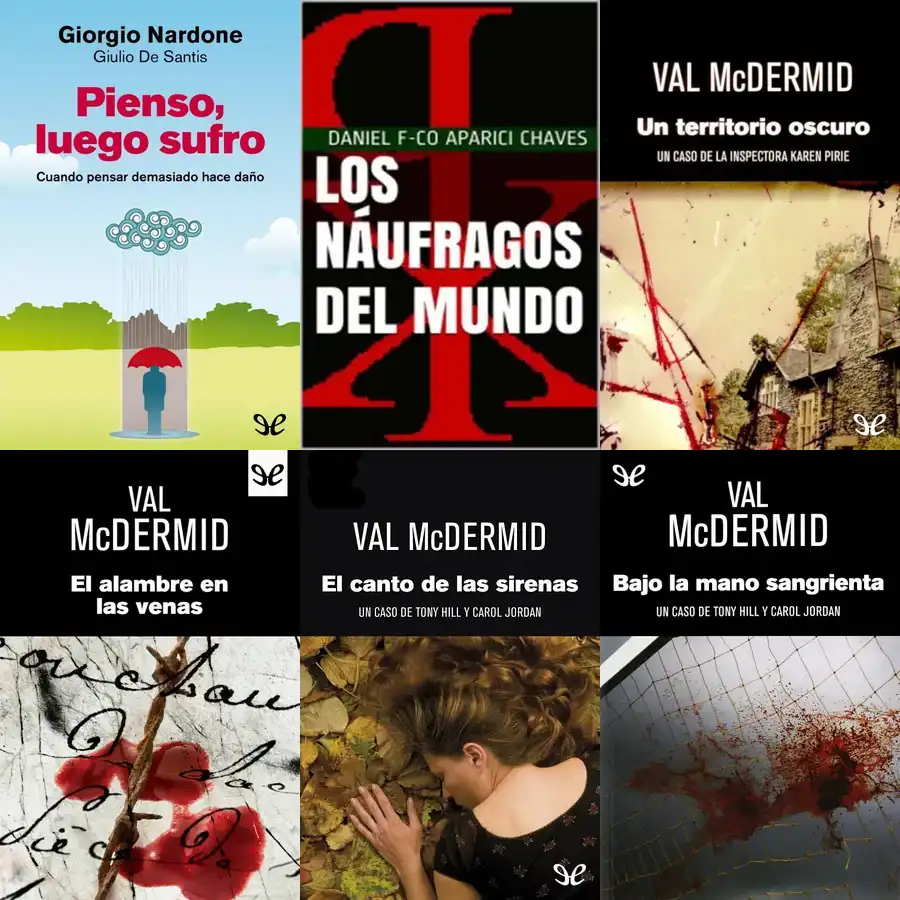 Giorgio Nardone
Giulio De Santis
Pienso,
luego sufro
Cuando pensar demasiado hace daño
DANIEL F-CO APARICI CHAVES
LOS
NÁUFRAGOS
DEL MUNDO
VAL McDERMID
Un territorio oscuro
UN CASO DE LA INSPECTORA KAREN PIRIE
VAL
McDERMID
El alambre en
las venas
VAL McDERMID
El canto de las sirenas
UN CASO DE TONY HILL Y CAROL JORDAN
VAL
McDERMID
Bajo la mano sangrienta
UN CASO DE TONY HILL Y CAROL JORDAN